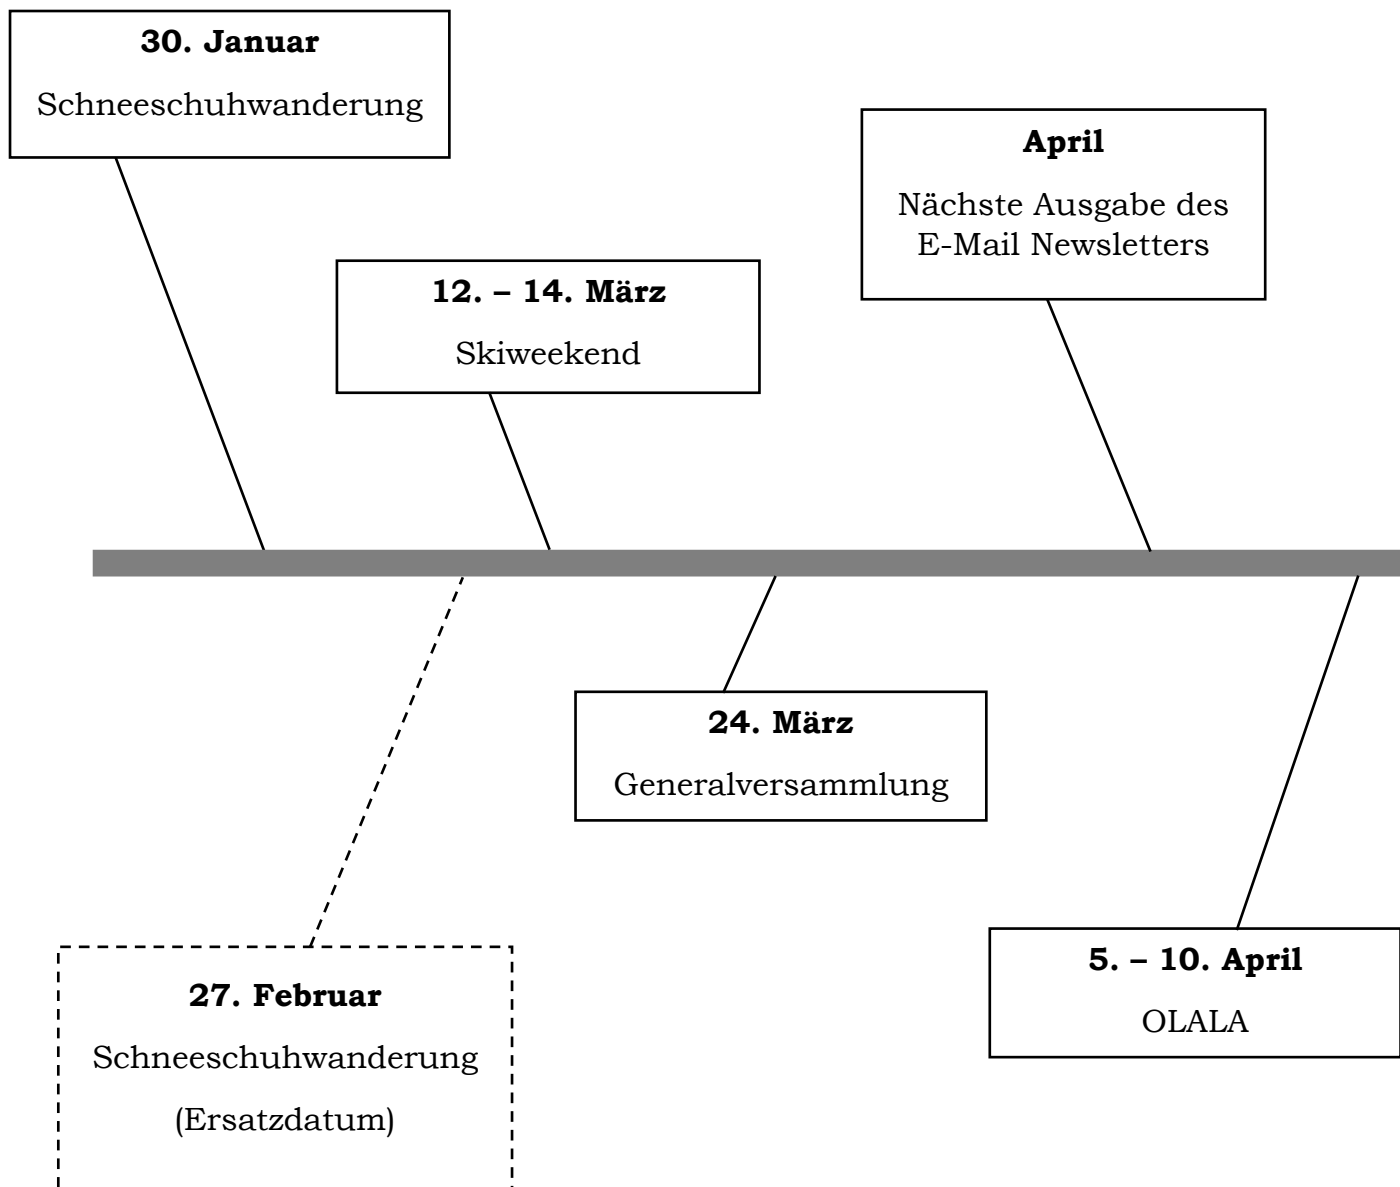 30. Januar
Schneeschuhwanderung
April
Nächste Ausgabe des
E-Mail Newsletters
12. – 14. März
Skiweekend
24. März
Generalversammlung
5. – 10. April
OLALA
27. Februar
Schneeschuhwanderung
(Ersatzdatum)